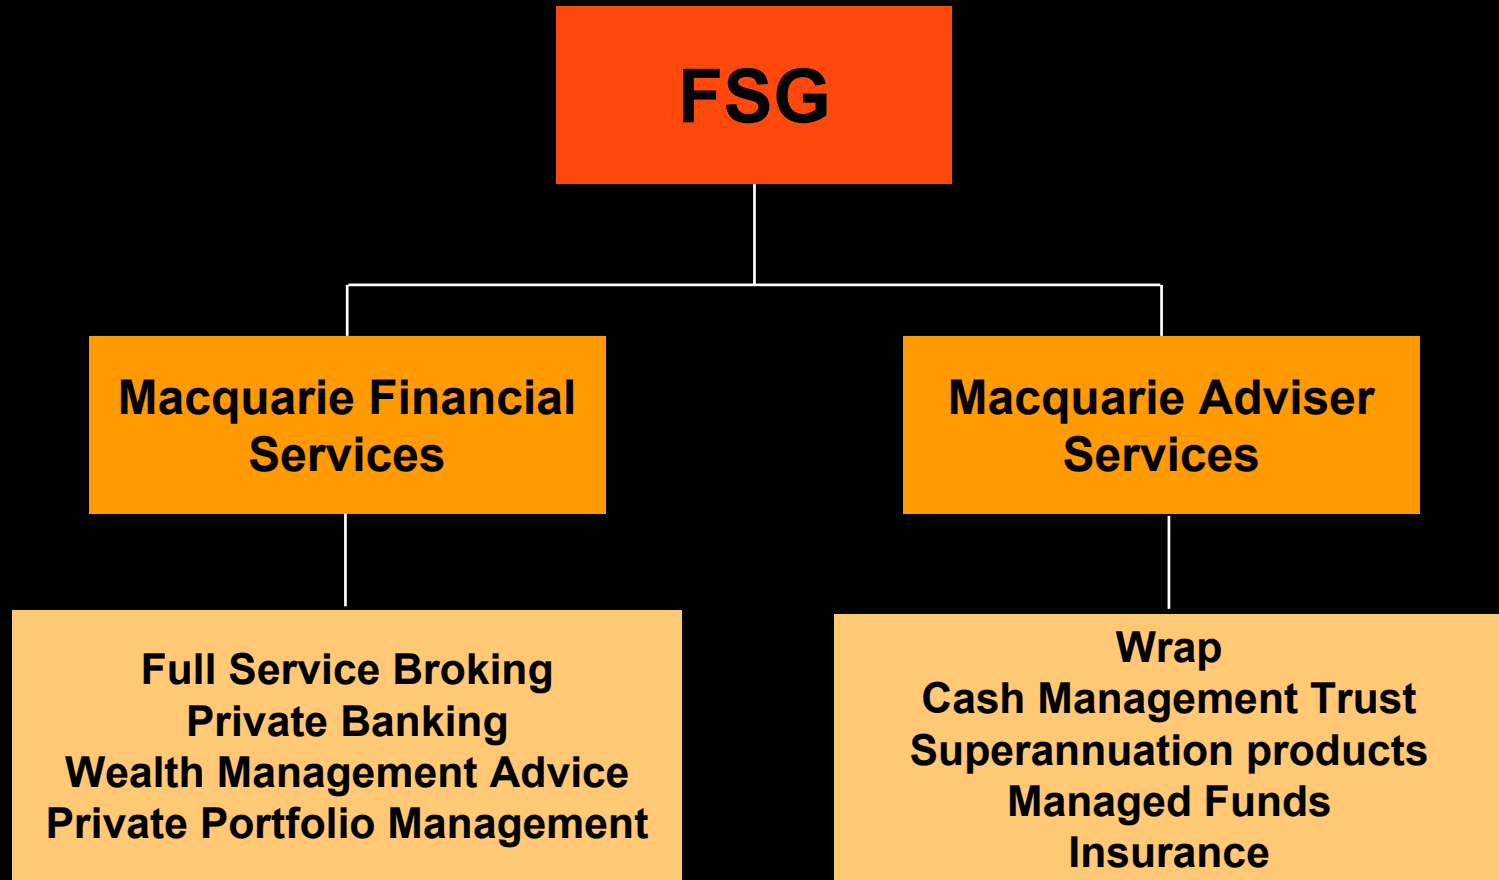 FSG
Macquarie Financial
Services
Macquarie Adviser
Services
Full Service Broking
Private Banking
Wealth Management Advice
Private Portfolio Management
Wrap
Cash Management Trust
Superannuation products
Managed Funds
Insurance